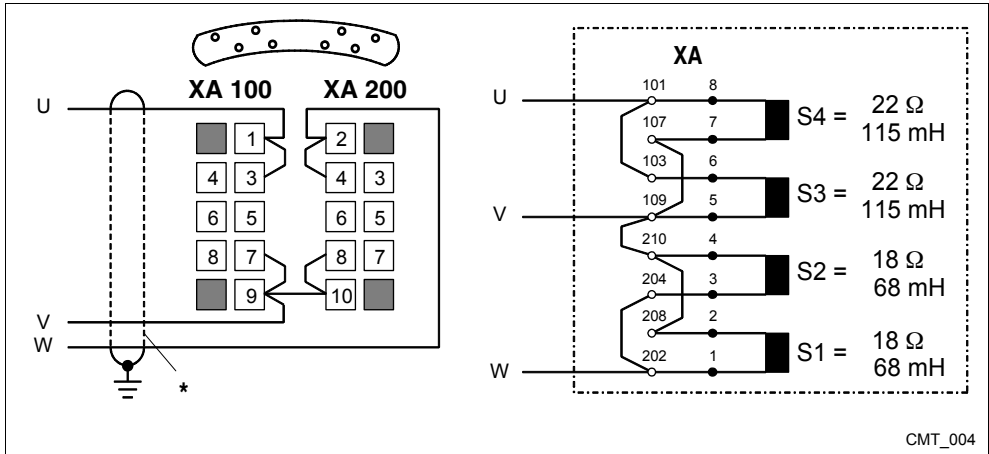 XA 100 XA 200
U
1 2
4 3 4 3
6 5 6 5
8 7 8 7
9 10
V
W
*
XA
U 101 8
S4 = 22 Ω
107 7
115 mH
103 6
S3 = 22 Ω
V 109 5
115 mH
210 4
S2 = 18 Ω
204 3
68 mH
208 2
S1 = 18 Ω
W 202 1
68 mH
CMT_004